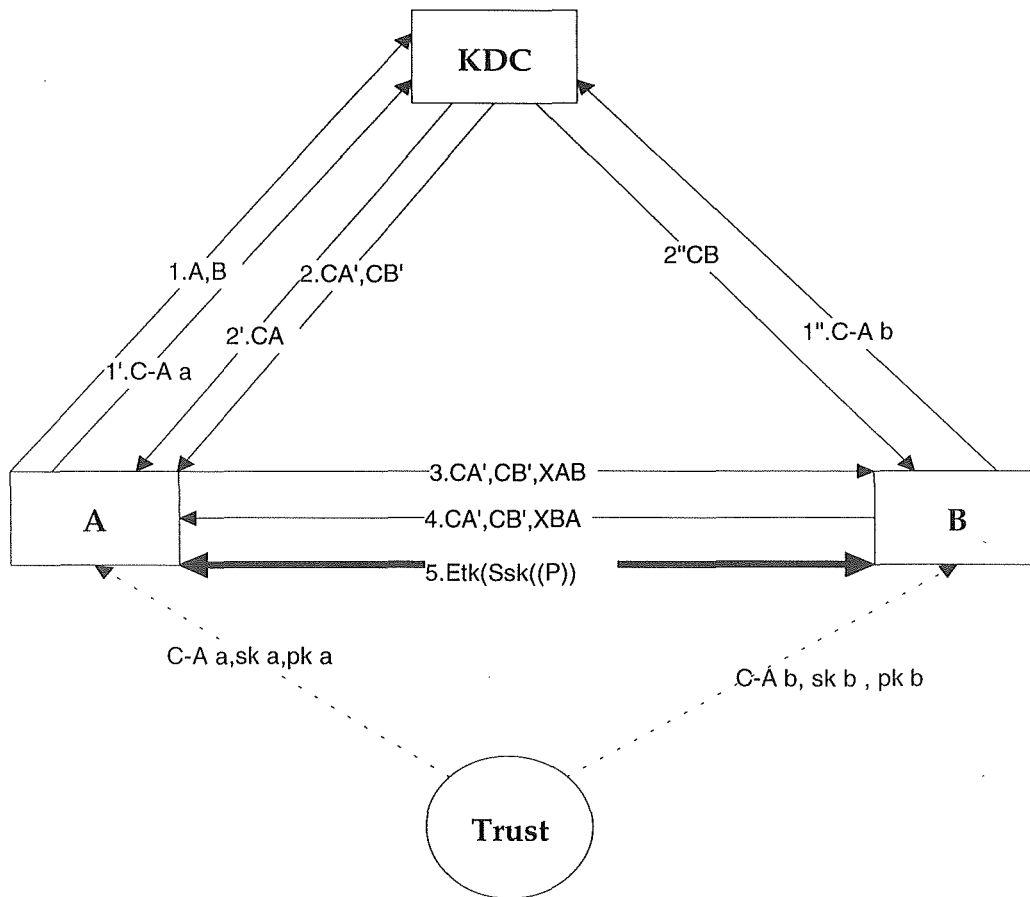 KDC
1.A,B
2.CA',CB'
2"CB
2'.CA
1".C-A b
1'.C-A a
3.CA',CB',XAB
A
4.CA',CB',XBA
B
5.Etk(Ssk((P))
C-A a,sk a,pk a
C-A b, sk b , pk b
Trust